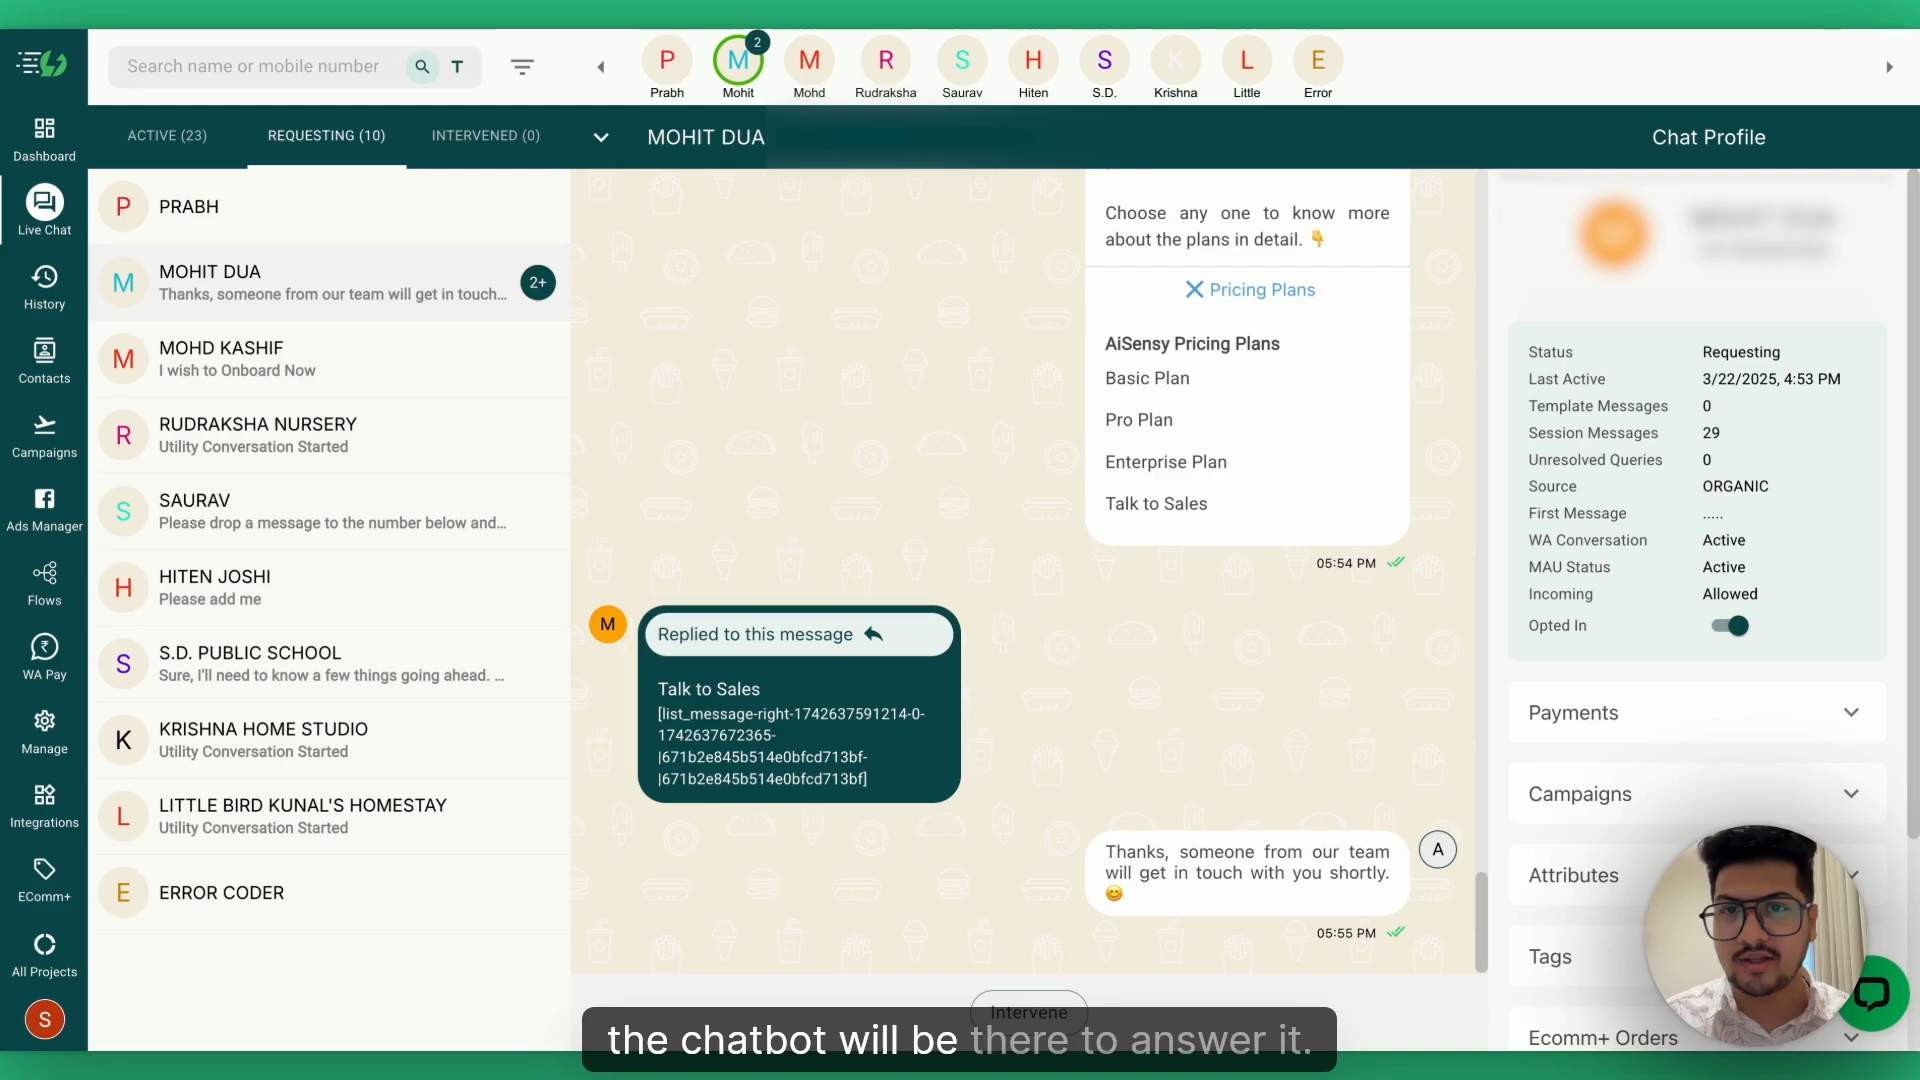 Search name or mobile number
T
P
Prabh
M
2
Mohit
M
Mohd
R
Rudraksha
S
Saurav
H
Hiten
S
S.D.
K
Krishna
L
Little
E
Error
Dashboard
Live Chat
History
Contacts
Campaigns
Ads Manager
Flows
WA Pay
Manage
Integrations
EComm+
All Projects
S
ACTIVE (23)
REQUESTING (10)
INTERVENED (0)
MOHIT DUA
Chat Profile
P
PRABH
M
MOHIT DUA
Thanks, someone from our team will get in touch...
2+
M
MOHD KASHIF
I wish to Onboard Now
R
RUDRAKSHA NURSERY
Utility Conversation Started
S
SAURAV
Please drop a message to the number below and...
H
HITEN JOSHI
Please add me
S
S.D. PUBLIC SCHOOL
Sure, I'll need to know a few things going ahead. ...
K
KRISHNA HOME STUDIO
Utility Conversation Started
L
LITTLE BIRD KUNAL'S HOMESTAY
Utility Conversation Started
E
ERROR CODER
Choose any one to know more
about the plans in detail. 👇
Pricing Plans
AiSensy Pricing Plans
Basic Plan
Pro Plan
Enterprise Plan
Talk to Sales
05:54 PM
M
Replied to this message
Talk to Sales
[list_message-right-1742637591214-0-
1742637672365-
|671b2e845b514e0bfcd713bf-
|671b2e845b514e0bfcd713bf]
Thanks, someone from our team
will get in touch with you shortly.
😊
A
05:55 PM
Intervene
the chatbot will be there to answer it.
MOHIT DUA
Status Requesting
Last Active 3/22/2025, 4:53 PM
Template Messages 0
Session Messages 29
Unresolved Queries 0
Source ORGANIC
First Message .....
WA Conversation Active
MAU Status Active
Incoming Allowed
Opted In
Payments
Campaigns
Attributes
Tags
Ecomm+ Orders